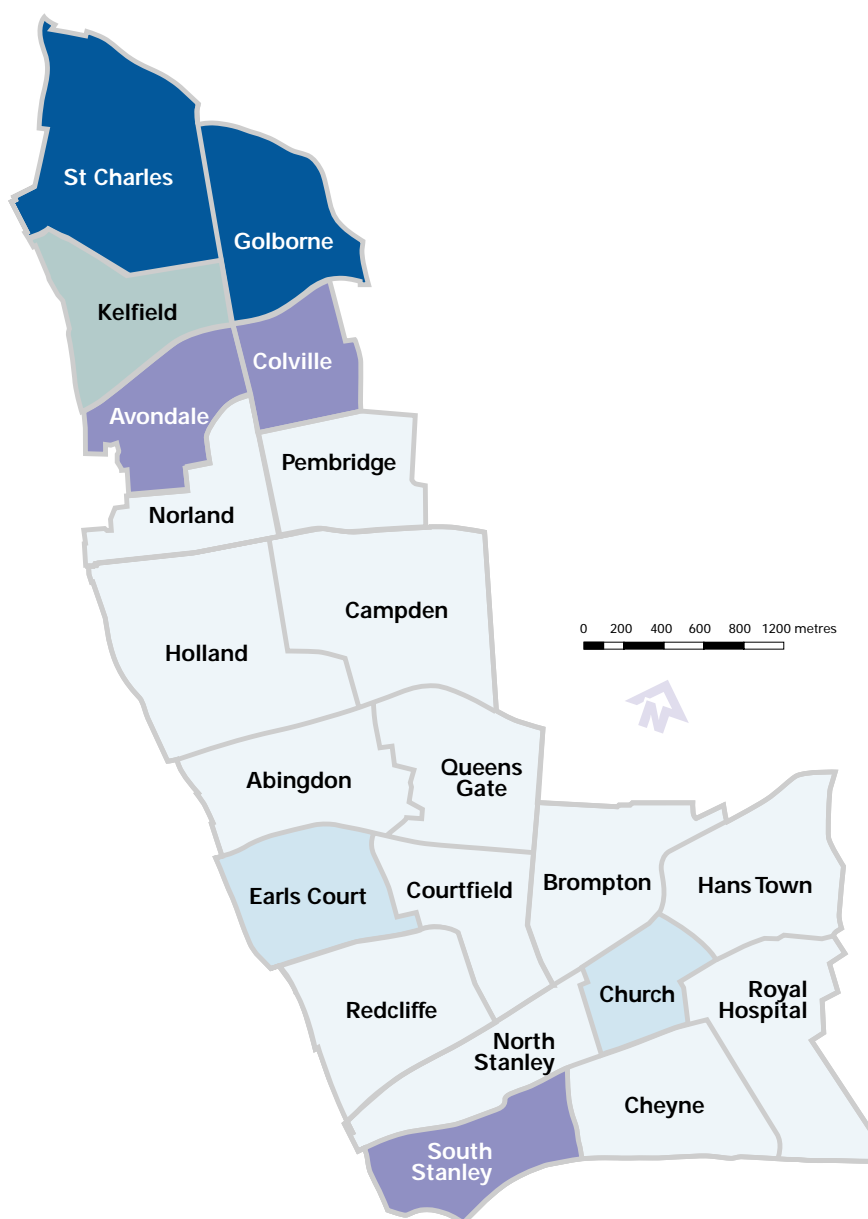 St Charles
Golborne
Kelfield
Colville
Avondale
Pembridge
Norland
Campden
0 200 400 600 800 1200 metres
Holland
N
Queens
Gate
Abingdon
Brompton
Hans Town
Courtfield
Earls Court
Church
Royal
Hospital
Redcliffe
North
Stanley
Cheyne
South
Stanley